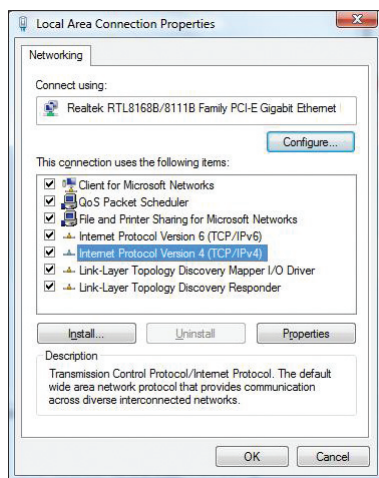 Local Area Connection Properties
Networking
Connect using:
Realtek RTL8168B/8111B Family PCI-E Gigabit Ethernet
Configure...
This connection uses the following items:
Client for Microsoft Networks
QoS Packet Scheduler
File and Printer Sharing for Microsoft Networks
Internet Protocol Version 6 (TCP/IPv6)
Internet Protocol Version 4 (TCP/IPv4)
Link-Layer Topology Discovery Mapper I/O Driver
Link-Layer Topology Discovery Responder
Install... Uninstall Properties
Description
Transmission Control Protocol/Internet Protocol. The default
wide area network protocol that provides communication
across diverse interconnected networks.
OK Cancel